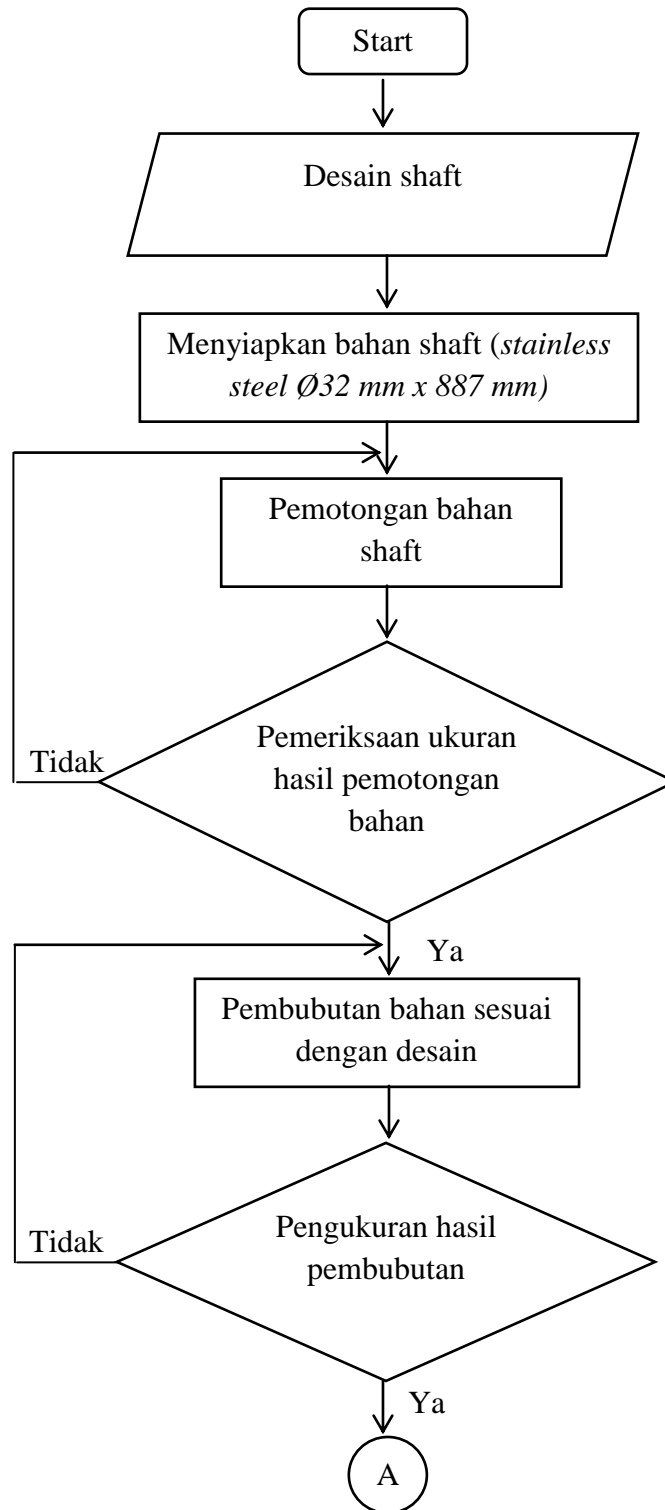 Start
Desain shaft
Menyiapkan bahan shaft (stainless
steel Ø32 mm x 887 mm)
Pemotongan bahan
shaft
Pemeriksaan ukuran
hasil pemotongan
bahan
Tidak
Ya
Pembubutan bahan sesuai
dengan desain
Pengukuran hasil
pembubutan
Tidak
Ya
A